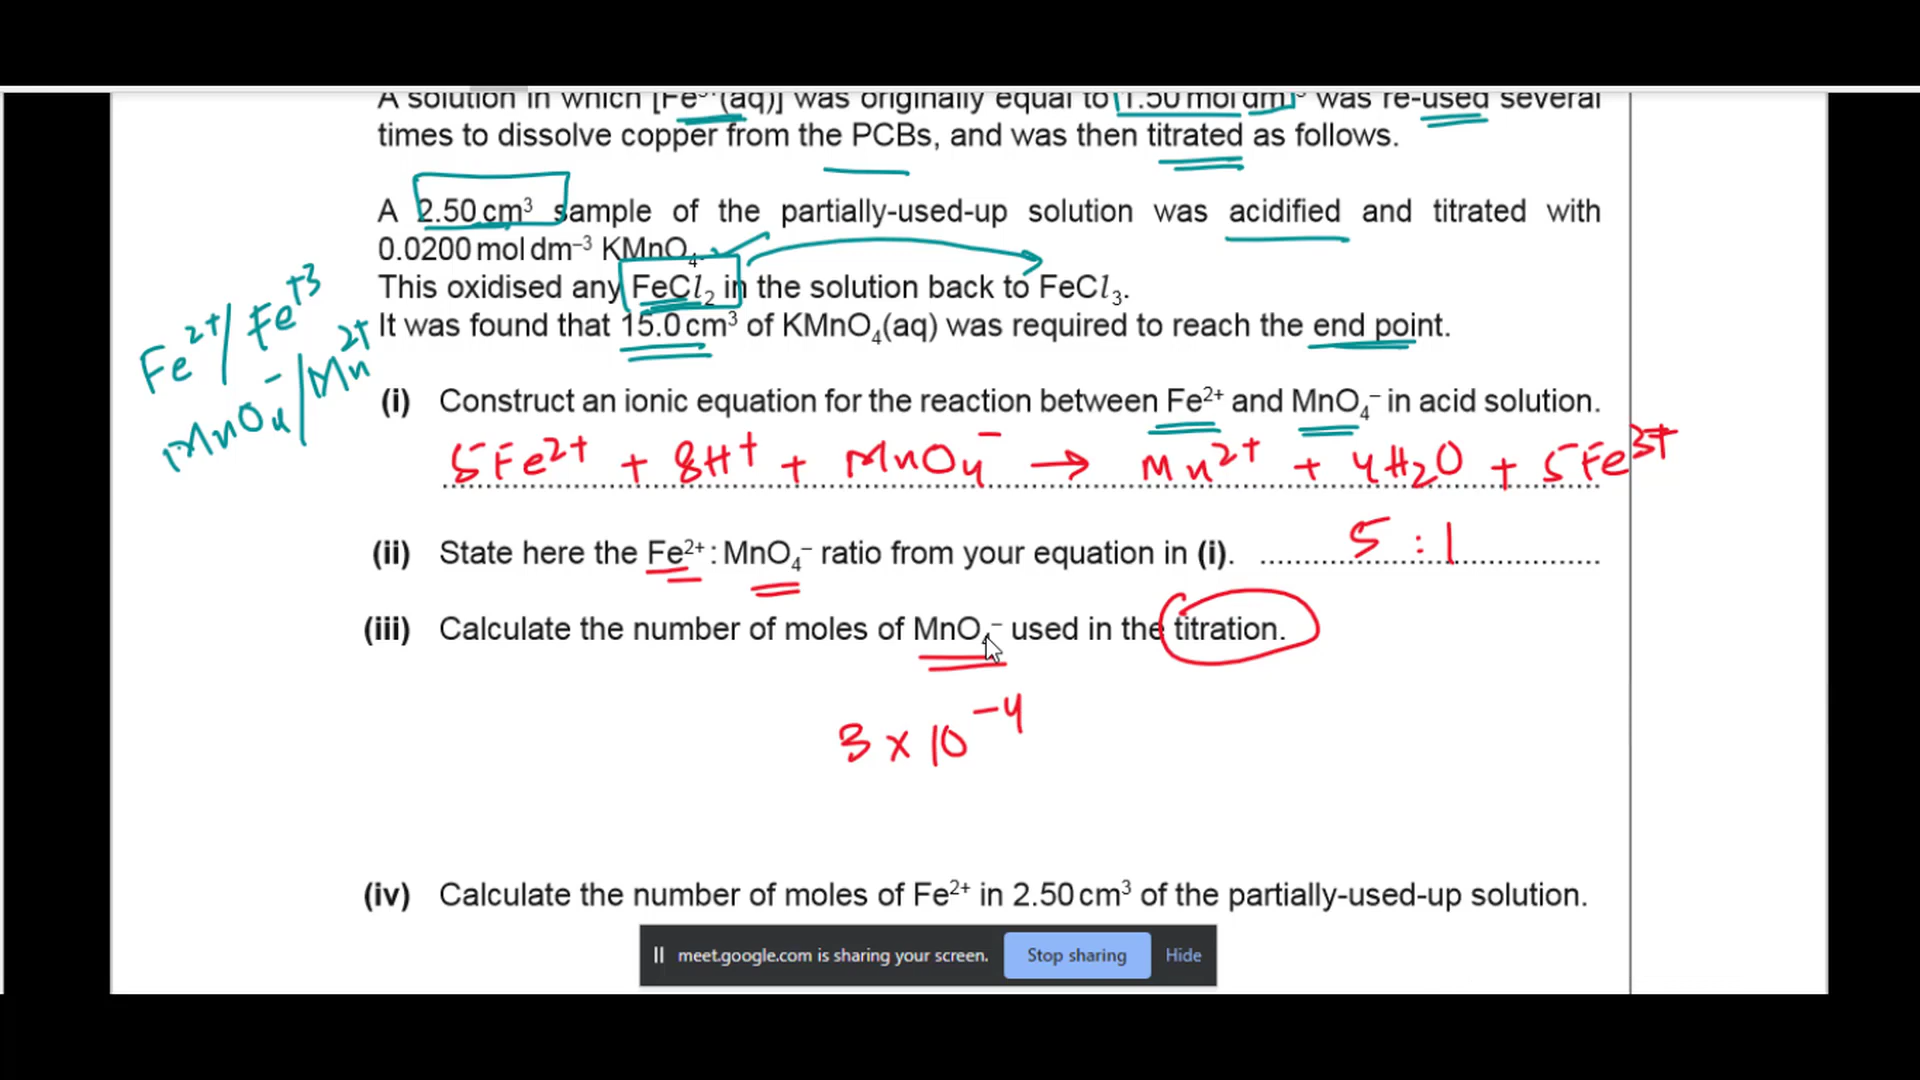 A solution in which [Fe³⁺(aq)] was originally equal to 1.50 mol dm⁻³ was re-used several
times to dissolve copper from the PCBs, and was then titrated as follows.
A 2.50 cm³ sample of the partially-used-up solution was acidified and titrated with
0.0200 mol dm⁻³ KMnO₄.
This oxidised any FeCl₂ in the solution back to FeCl₃.
It was found that 15.0 cm³ of KMnO₄(aq) was required to reach the end point.
Fe²⁺/Fe⁺³
MnO₄⁻/Mn²⁺
(i) Construct an ionic equation for the reaction between Fe²⁺ and MnO₄⁻ in acid solution.
5Fe²⁺ + 8H⁺ + MnO₄⁻ → Mn²⁺ + 4H₂O + 5Fe³⁺
(ii) State here the Fe²⁺ : MnO₄⁻ ratio from your equation in (i). 5 : 1
(iii) Calculate the number of moles of MnO₄⁻ used in the titration.
3 x 10⁻⁴
(iv) Calculate the number of moles of Fe²⁺ in 2.50 cm³ of the partially-used-up solution.
meet.google.com is sharing your screen. Stop sharing Hide